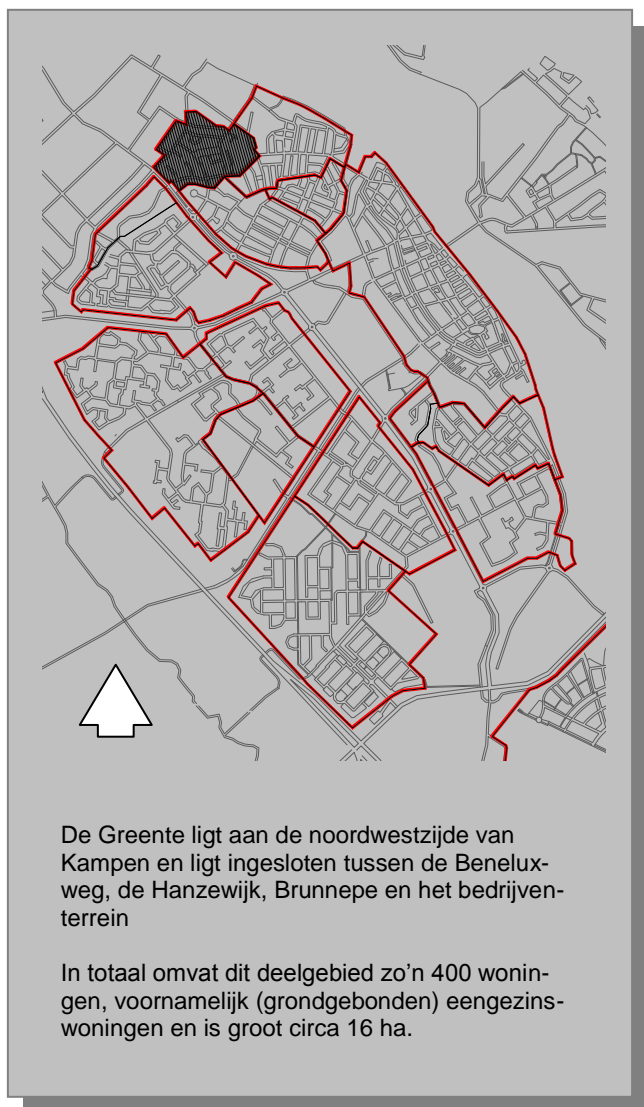 De Greente ligt aan de noordwestzijde van
Kampen en ligt ingesloten tussen de Benelux-
weg, de Hanzewijk, Brunnepe en het bedrijven-
terrein
In totaal omvat dit deelgebied zo'n 400 wonin-
gen, voornamelijk (grondgebonden) eengezins-
woningen en is groot circa 16 ha.